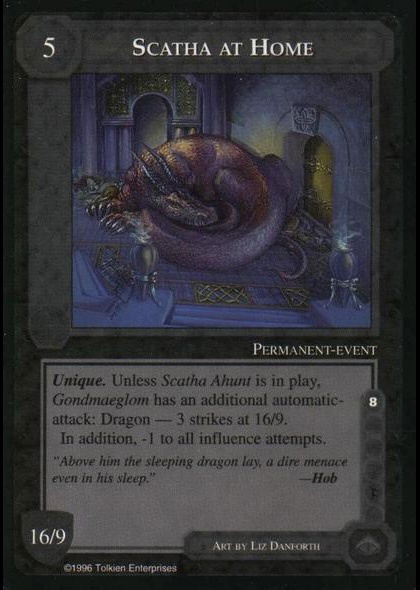 5
SCATHA AT HOME
PERMANENT-EVENT
Unique. Unless Scatha Ahunt is in play,
Gondmaeglom has an additional automatic-
attack: Dragon — 3 strikes at 16/9.
In addition, -1 to all influence attempts.
"Above him the sleeping dragon lay, a dire menace
even in his sleep." —Hob
8
16/9
ART BY LIZ DANFORTH
©1996 Tolkien Enterprises